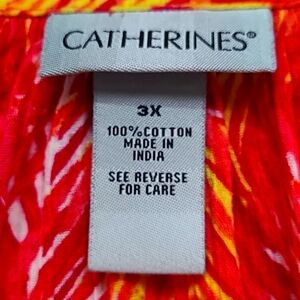 CATHERINES®
3X
100% COTTON
MADE IN
INDIA
SEE REVERSE
FOR CARE